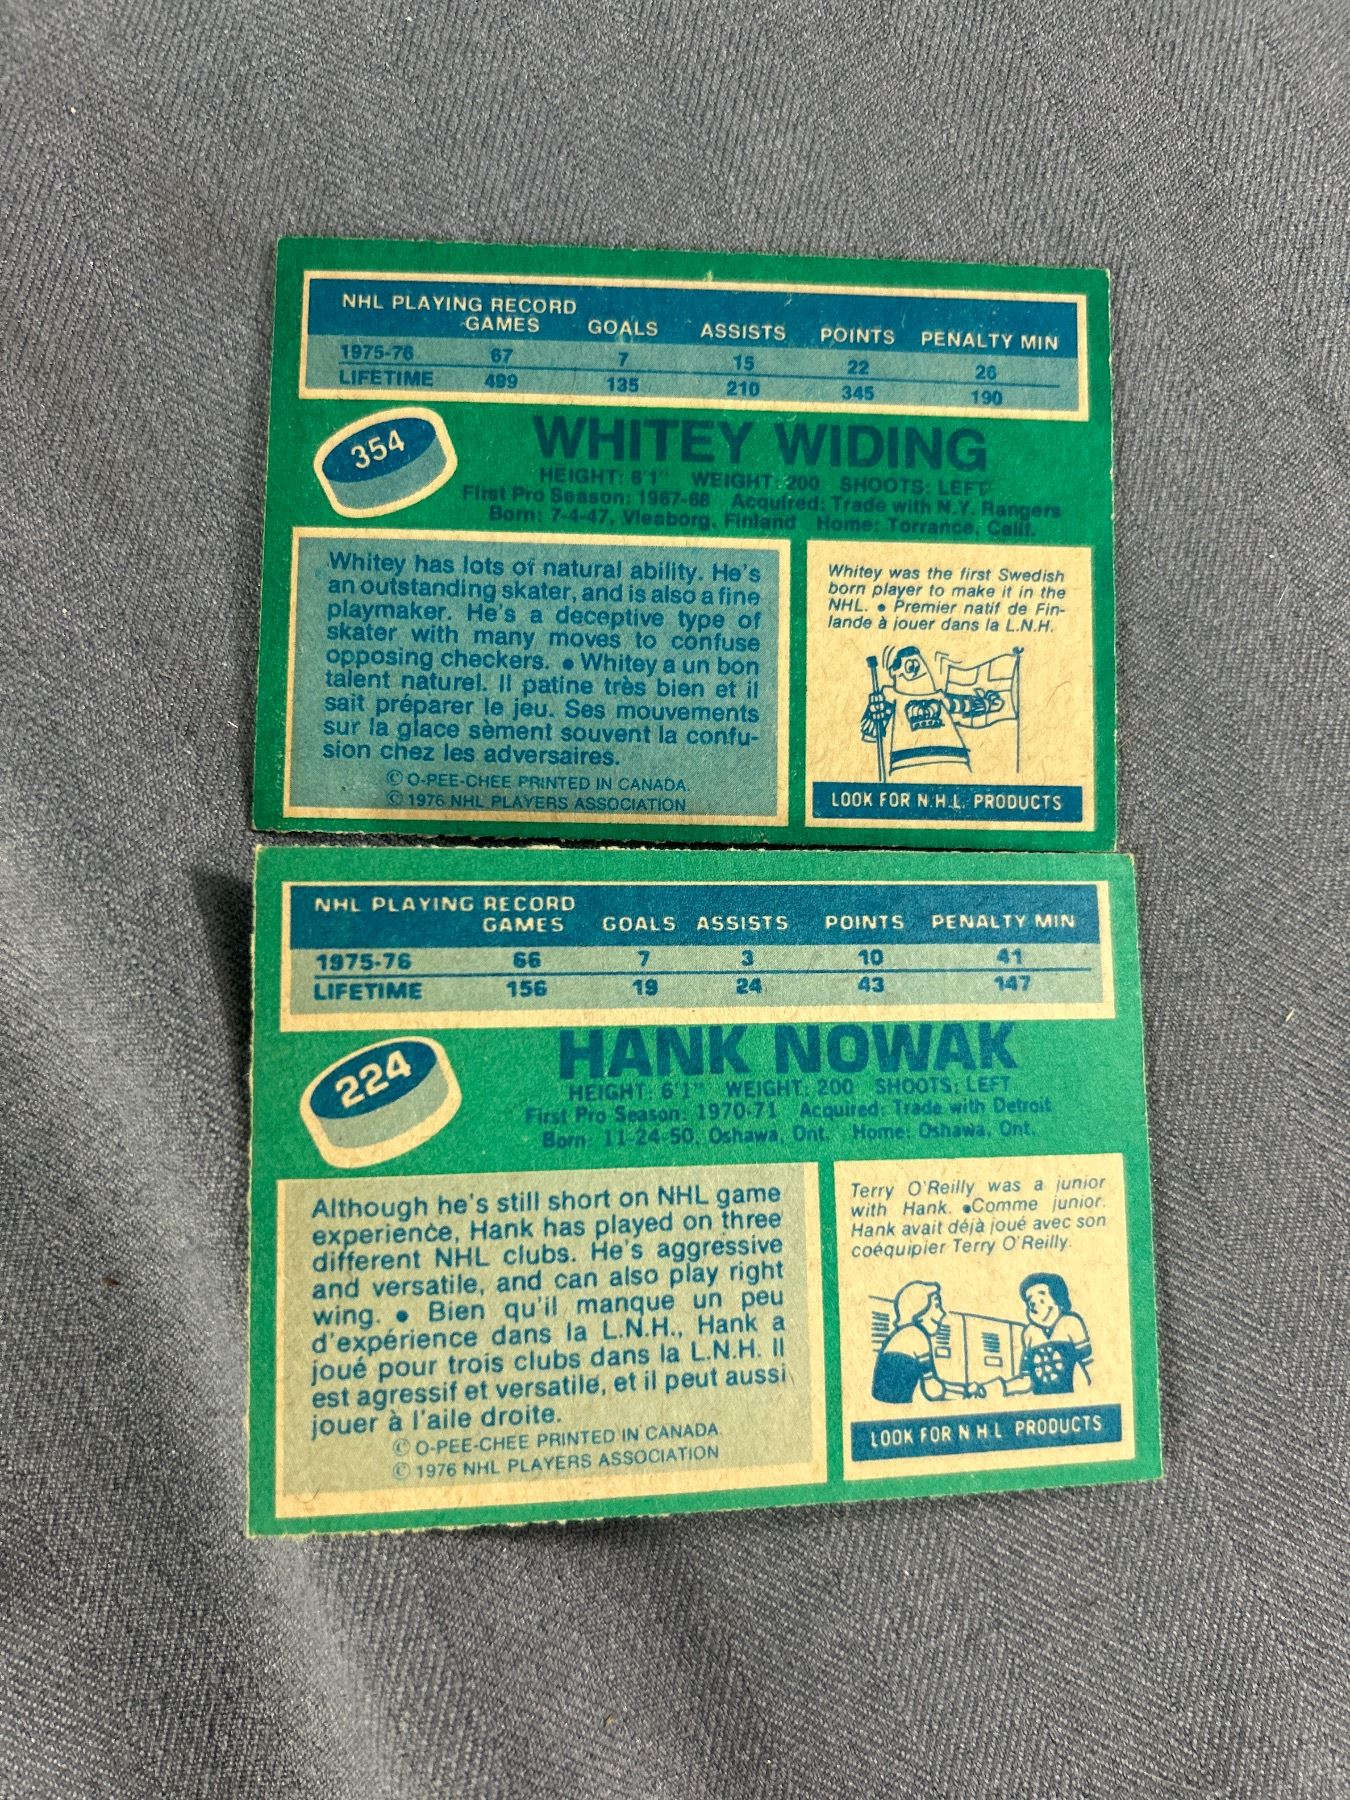 NHL PLAYING RECORD
GAMES GOALS ASSISTS POINTS PENALTY MIN
1975-76 67 7 15 22 26
LIFETIME 499 135 210 345 190
354
WHITEY WIDING
HEIGHT: 6'1" WEIGHT: 200 SHOOTS: LEFT
First Pro Season: 1967-68 Acquired: Trade with N.Y. Rangers
Born: 7-4-47, Vleaborg, Finland Home: Torrance, Calif.
Whitey has lots of natural ability. He's
an outstanding skater, and is also a fine
playmaker. He's a deceptive type of
skater with many moves to confuse
opposing checkers. • Whitey a un bon
talent naturel. Il patine très bien et il
sait préparer le jeu. Ses mouvements
sur la glace sèment souvent la confu-
sion chez les adversaires.
© O-PEE-CHEE PRINTED IN CANADA.
© 1976 NHL PLAYERS ASSOCIATION
Whitey was the first Swedish
born player to make it in the
NHL. • Premier natif de Fin-
lande à jouer dans la L.N.H.
LOOK FOR N.H.L. PRODUCTS
NHL PLAYING RECORD
GAMES GOALS ASSISTS POINTS PENALTY MIN
1975-76 66 7 3 10 41
LIFETIME 156 19 24 43 147
224
HANK NOWAK
HEIGHT: 6'1" WEIGHT: 200 SHOOTS: LEFT
First Pro Season: 1970-71 Acquired: Trade with Detroit
Born: 11-24-50, Oshawa, Ont. Home: Oshawa, Ont.
Although he's still short on NHL game
experience, Hank has played on three
different NHL clubs. He's aggressive
and versatile, and can also play right
wing. • Bien qu'il manque un peu
d'expérience dans la L.N.H., Hank a
joué pour trois clubs dans la L.N.H. Il
est agressif et versatile, et il peut aussi
jouer à l'aile droite.
© O-PEE-CHEE PRINTED IN CANADA
© 1976 NHL PLAYERS ASSOCIATION
Terry O'Reilly was a junior
with Hank. •Comme junior.
Hank avait déjà joué avec son
coéquipier Terry O'Reilly.
LOOK FOR N H L PRODUCTS